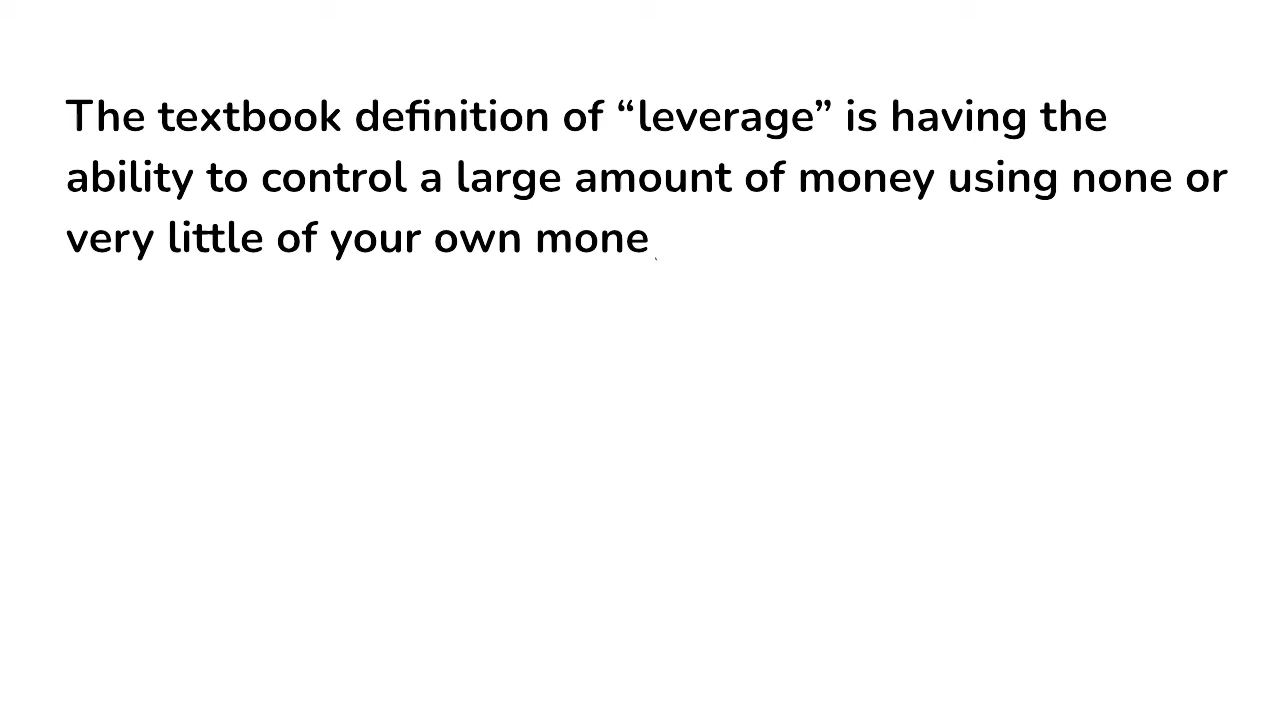 The textbook definition of “leverage” is having the
ability to control a large amount of money using none or
very little of your own mone